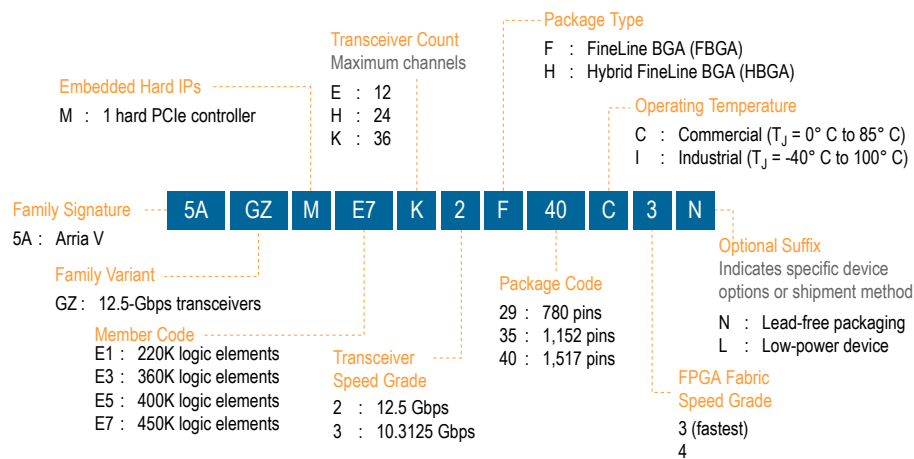 Package Type
F : FineLine BGA (FBGA)
H : Hybrid FineLine BGA (HBGA)
Transceiver Count
Maximum channels
E : 12
H : 24
K : 36
Embedded Hard IPs
M : 1 hard PCIe controller
Operating Temperature
C : Commercial (TJ = 0° C to 85° C)
I : Industrial (TJ = -40° C to 100° C)
Family Signature
5A : Arria V
5A GZ M E7 K 2 F 40 C 3 N
Family Variant
GZ : 12.5-Gbps transceivers
Member Code
E1 : 220K logic elements
E3 : 360K logic elements
E5 : 400K logic elements
E7 : 450K logic elements
Transceiver
Speed Grade
2 : 12.5 Gbps
3 : 10.3125 Gbps
Package Code
29 : 780 pins
35 : 1,152 pins
40 : 1,517 pins
Optional Suffix
Indicates specific device
options or shipment method
N : Lead-free packaging
L : Low-power device
FPGA Fabric
Speed Grade
3 (fastest)
4